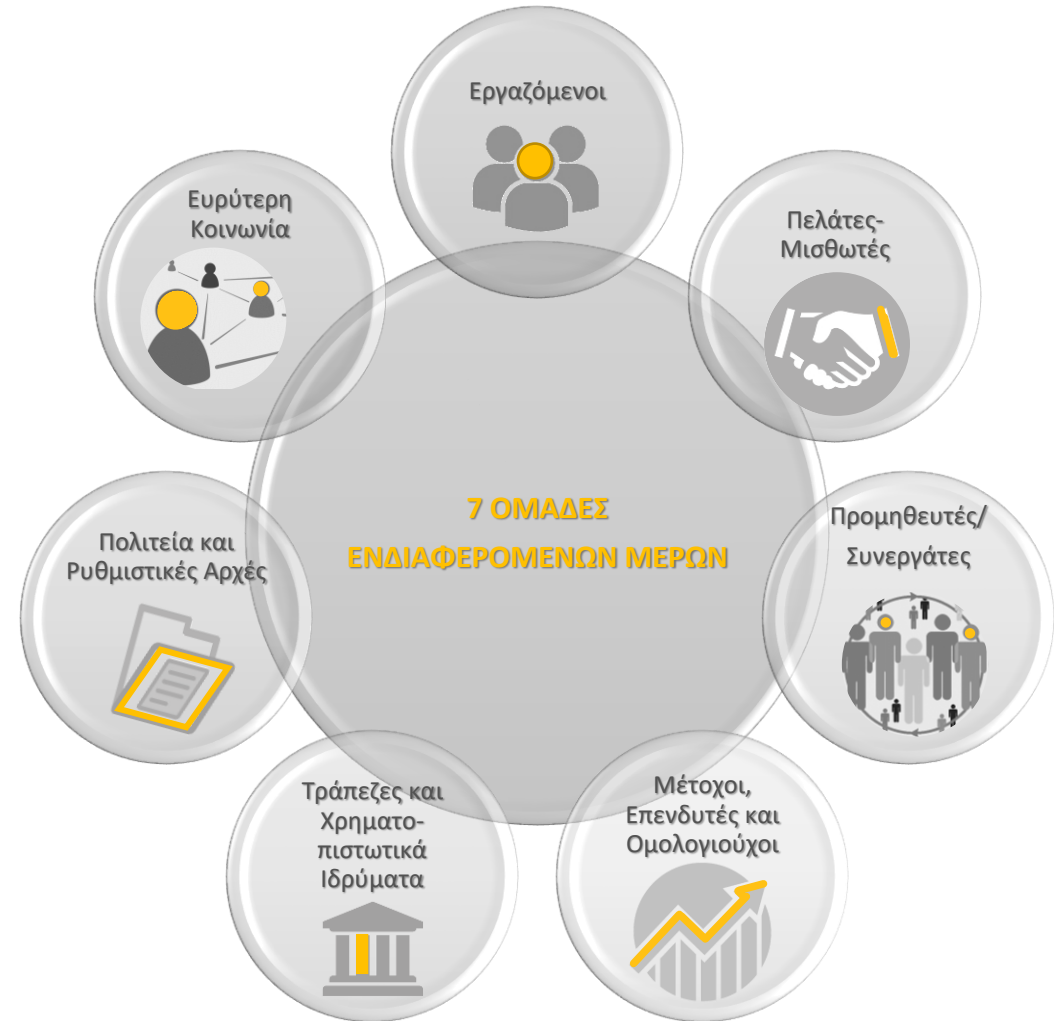 Εργαζόμενοι
Πελάτες-
Μισθωτές
Προμηθευτές/
Συνεργάτες
Μέτοχοι,
Επενδυτές και
Ομολογιούχοι
Τράπεζες και
Χρηματο-
πιστωτικά
Ιδρύματα
Πολιτεία και
Ρυθμιστικές Αρχές
Ευρύτερη
Κοινωνία
7 ΟΜΑΔΕΣ
ΕΝΔΙΑΦΕΡΟΜΕΝΩΝ ΜΕΡΩΝ